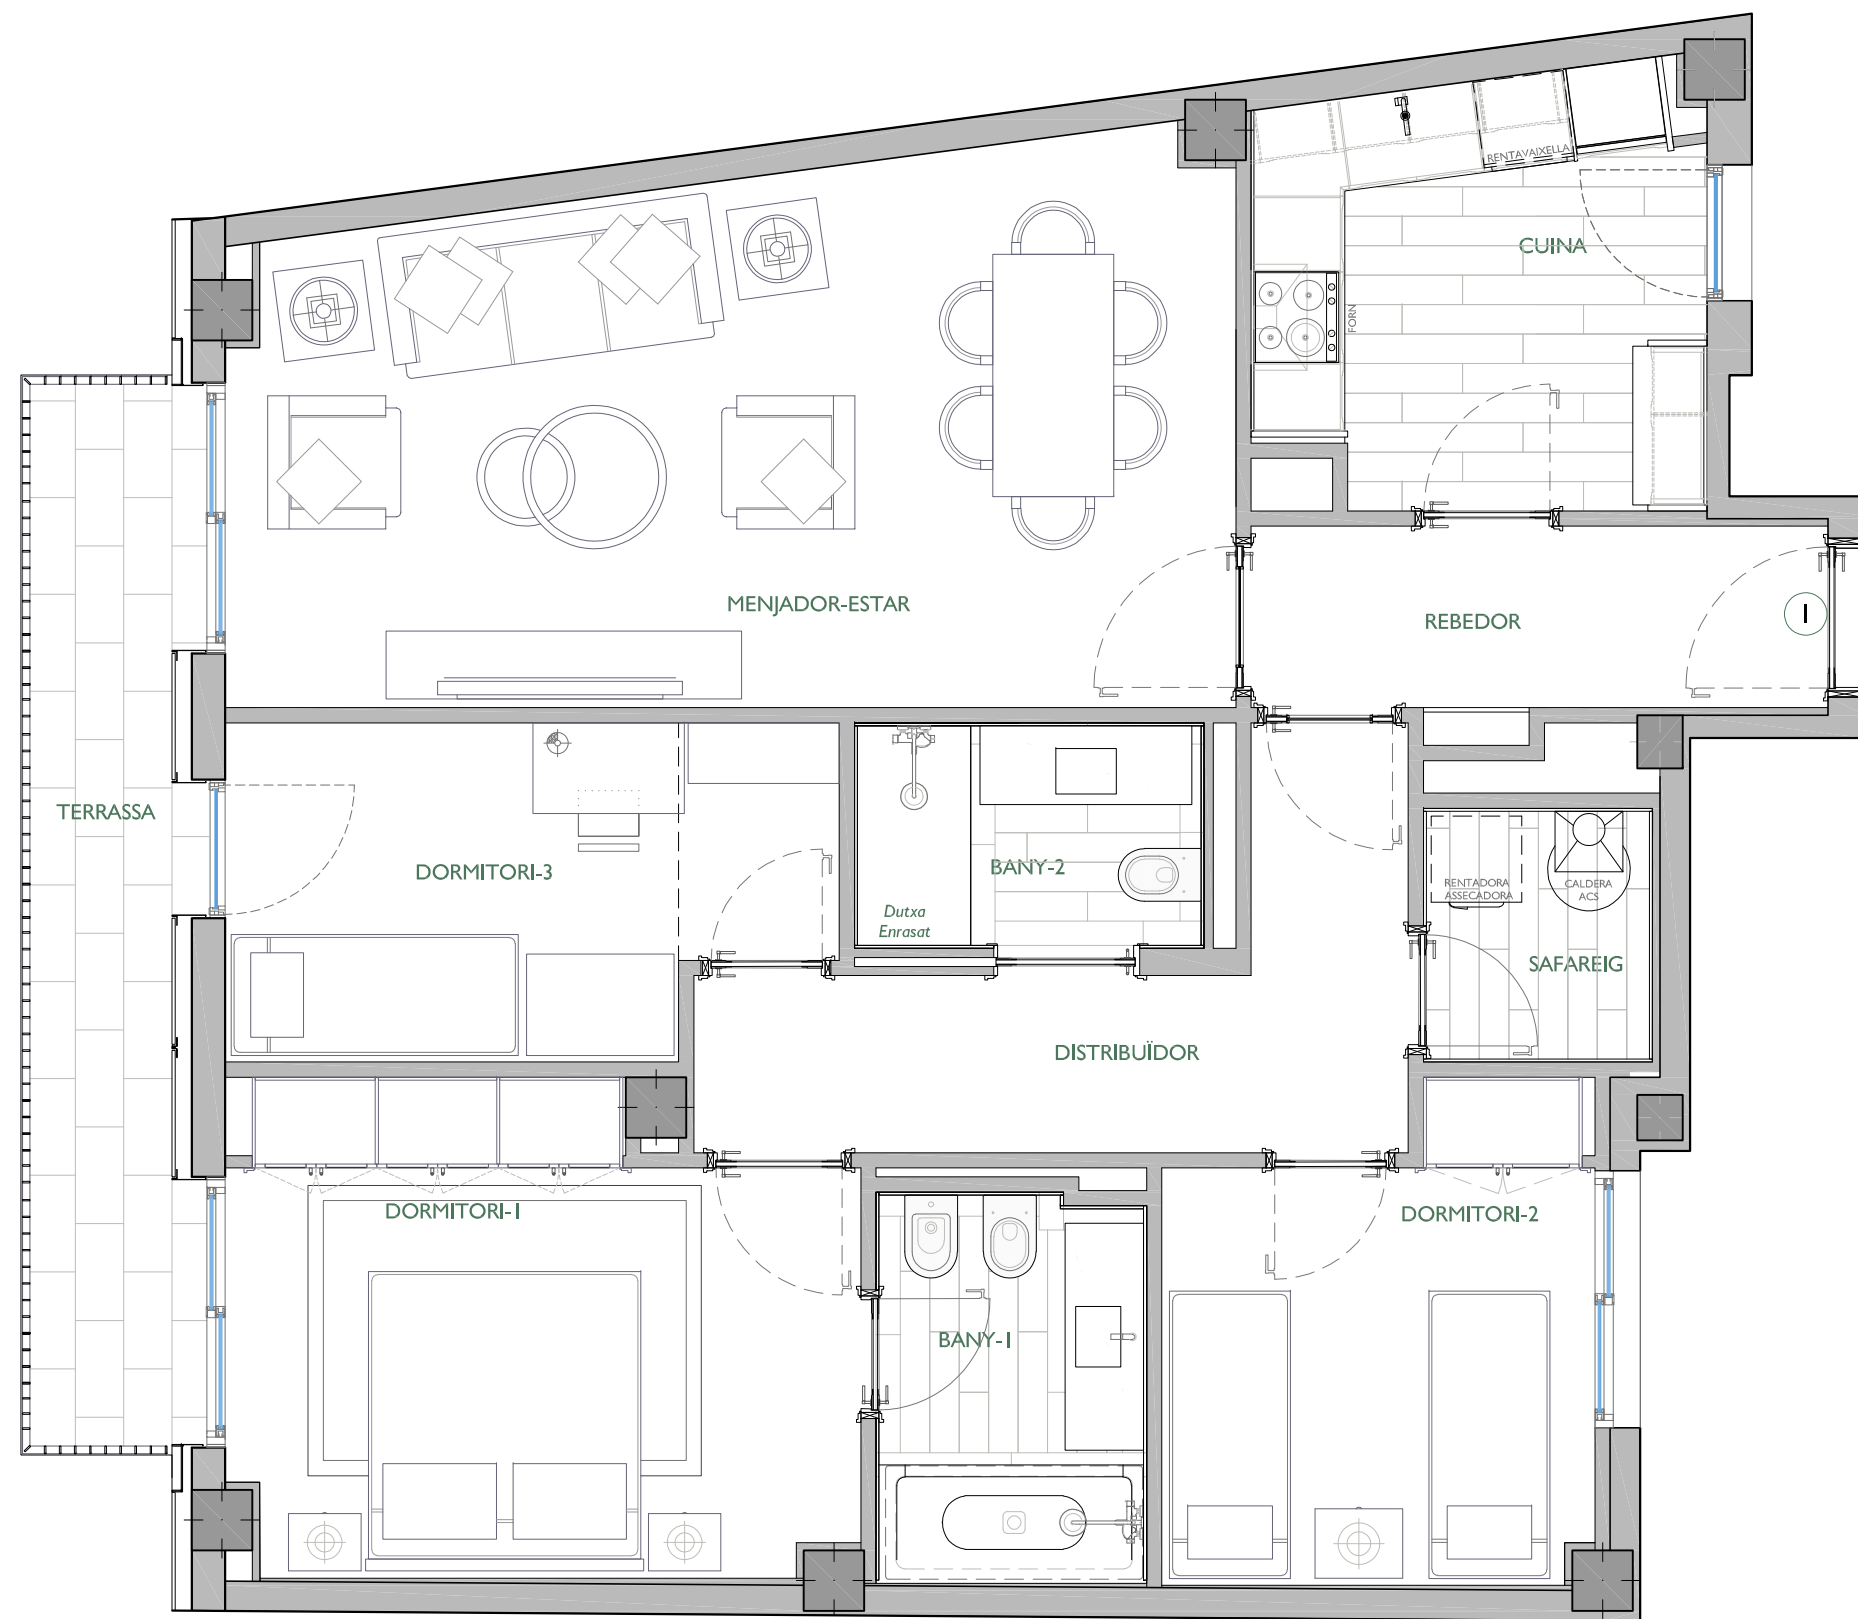 RENTAVAIXELLA
CUINA
FORN
MENJADOR-ESTAR
REBEDOR
1
TERRASSA
DORMITORI-3
BANY-2
Dutxa
Enrasat
RENTADORA
ASSECADORA
CALDERA
ACS
SAFAREIG
DISTRIBUÏDOR
DORMITORI-1
DORMITORI-2
BANY-1